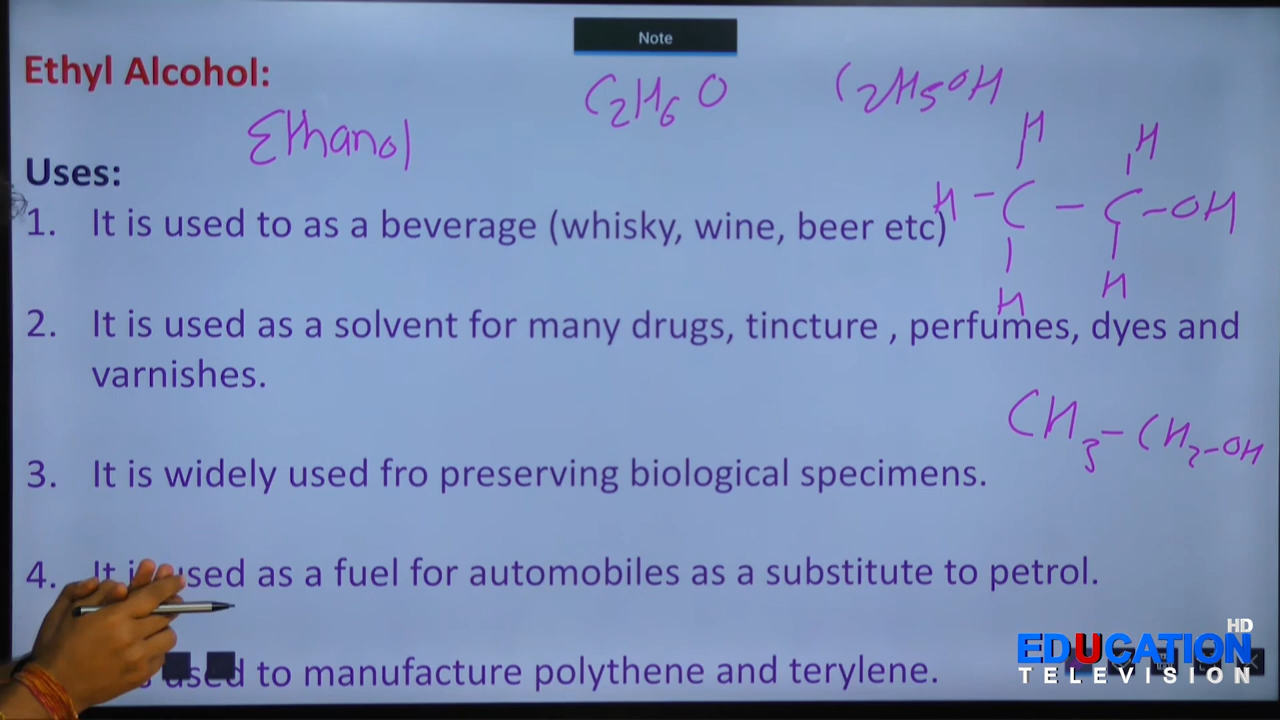 Note
Ethyl Alcohol:
C2H6O
C2H5OH
Ethanol
H H
Uses:
H - C - C - OH
H H
1. It is used to as a beverage (whisky, wine, beer etc)
2. It is used as a solvent for many drugs, tincture , perfumes, dyes and
varnishes.
CH3 - CH2 - OH
3. It is widely used fro preserving biological specimens.
4. It is used as a fuel for automobiles as a substitute to petrol.
used to manufacture polythene and terylene.
HD
EDUCATION
TELEVISION